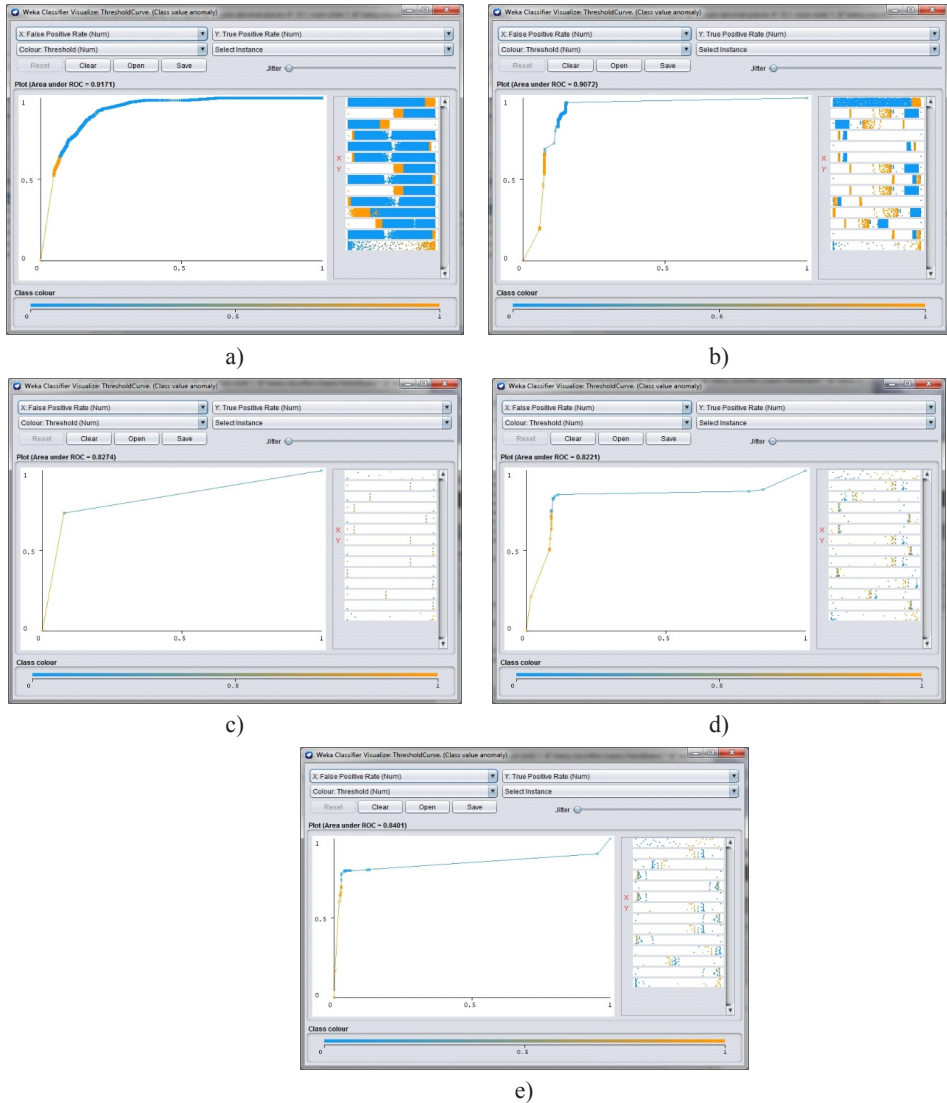 Weka Classifier Visualize: ThresholdCurve. (Class value anomaly)
X: False Positive Rate (Num)
Y: True Positive Rate (Num)
Colour: Threshold (Num)
Select Instance
Reset
Clear
Open
Save
Jitter
Plot (Area under ROC = 0.9171)
1
0.5
0
0
0.5
1
X
Y
Class colour
0
0.5
1
a)
Weka Classifier Visualize: ThresholdCurve. (Class value anomaly)
X: False Positive Rate (Num)
Y: True Positive Rate (Num)
Colour: Threshold (Num)
Select Instance
Reset
Clear
Open
Save
Jitter
Plot (Area under ROC = 0.9072)
1
0.5
0
0
0.5
1
X
Y
Class colour
0
0.5
1
b)
Weka Classifier Visualize: ThresholdCurve. (Class value anomaly)
X: False Positive Rate (Num)
Y: True Positive Rate (Num)
Colour: Threshold (Num)
Select Instance
Reset
Clear
Open
Save
Jitter
Plot (Area under ROC = 0.8274)
1
0.5
0
0
0.5
1
X
Y
Class colour
0
0.5
1
c)
Weka Classifier Visualize: ThresholdCurve. (Class value anomaly)
X: False Positive Rate (Num)
Y: True Positive Rate (Num)
Colour: Threshold (Num)
Select Instance
Reset
Clear
Open
Save
Jitter
Plot (Area under ROC = 0.8221)
1
0.5
0
0
0.5
1
X
Y
Class colour
0
0.5
1
d)
Weka Classifier Visualize: ThresholdCurve. (Class value anomaly)
X: False Positive Rate (Num)
Y: True Positive Rate (Num)
Colour: Threshold (Num)
Select Instance
Reset
Clear
Open
Save
Jitter
Plot (Area under ROC = 0.8401)
1
0.5
0
0
0.5
1
X
Y
Class colour
0
0.5
1
e)